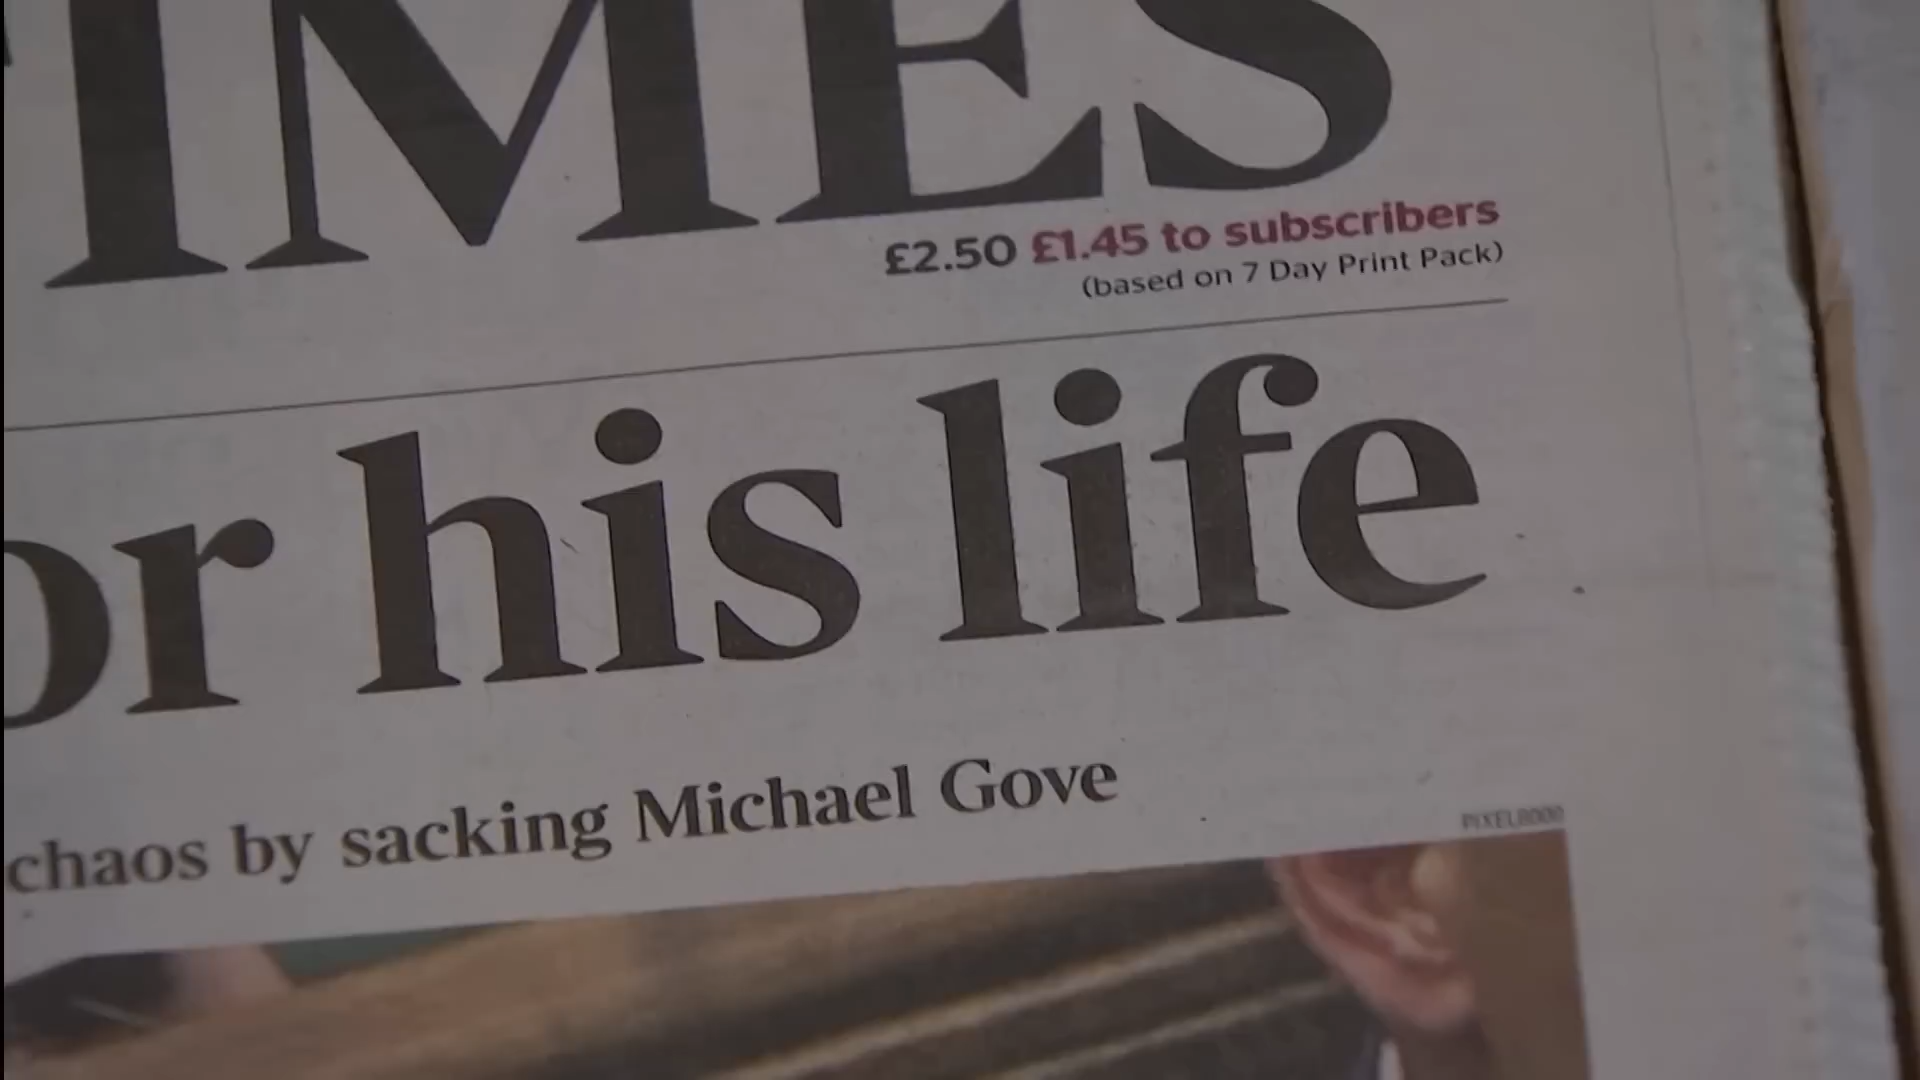 TIMES
£2.50 £1.45 to subscribers
(based on 7 Day Print Pack)
or his life
chaos by sacking Michael Gove
PIXEL8000